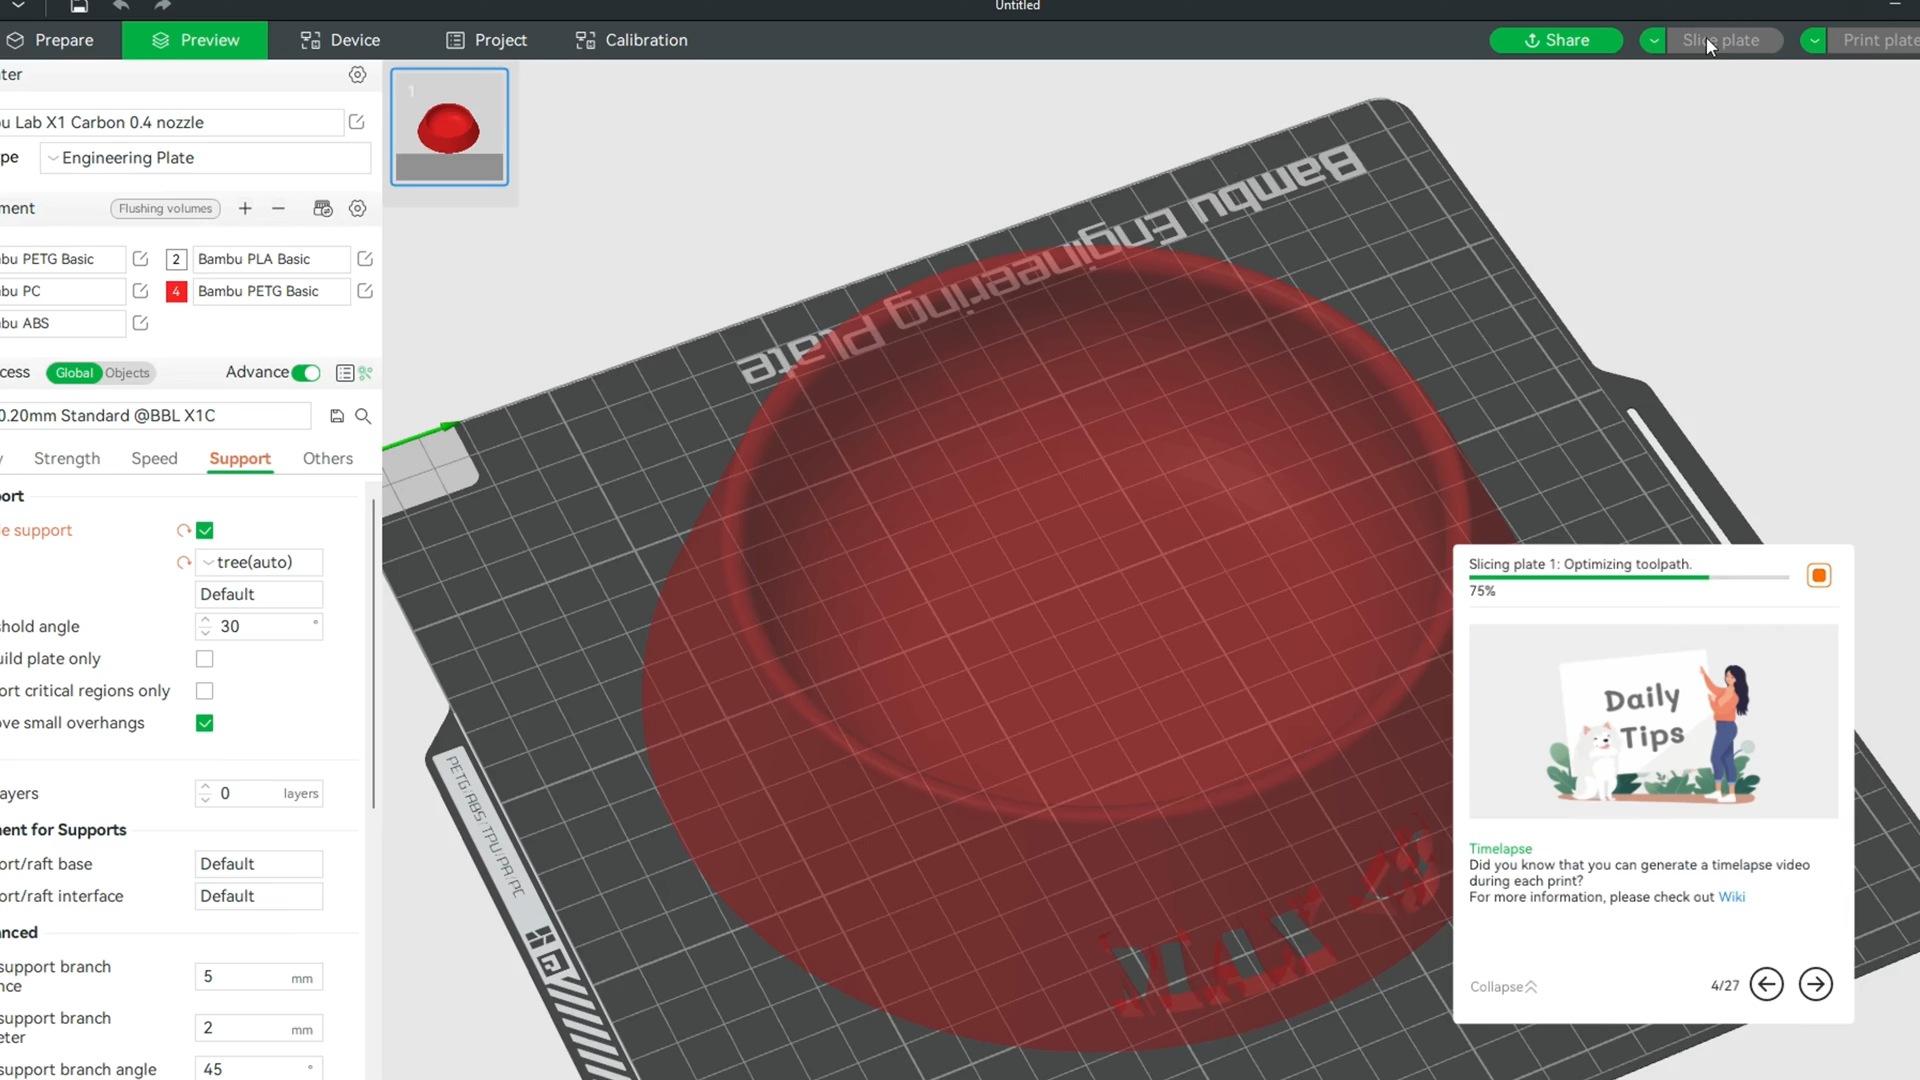 Untitled
Prepare
Preview
Device
Project
Calibration
Share
Slice plate
Print plate
ter
u Lab X1 Carbon 0.4 nozzle
pe
Engineering Plate
ment
Flushing volumes
bu PETG Basic
2
Bambu PLA Basic
bu PC
4
Bambu PETG Basic
bu ABS
cess
Global
Objects
Advance
0.20mm Standard @BBL X1C
y
Strength
Speed
Support
Others
ort
le support
tree(auto)
Default
shold angle
30
°
uild plate only
ort critical regions only
ove small overhangs
ayers
0
layers
ment for Supports
ort/raft base
Default
ort/raft interface
Default
anced
support branch
nce
5
mm
support branch
eter
2
mm
support branch angle
45
°
1
Bambu Engineering Plate
PETG/ABS/TPU/PA/PC
MAX
Slicing plate 1: Optimizing toolpath.
75%
Daily
Tips
Timelapse
Did you know that you can generate a timelapse video
during each print?
For more information, please check out Wiki
Collapse
4/27